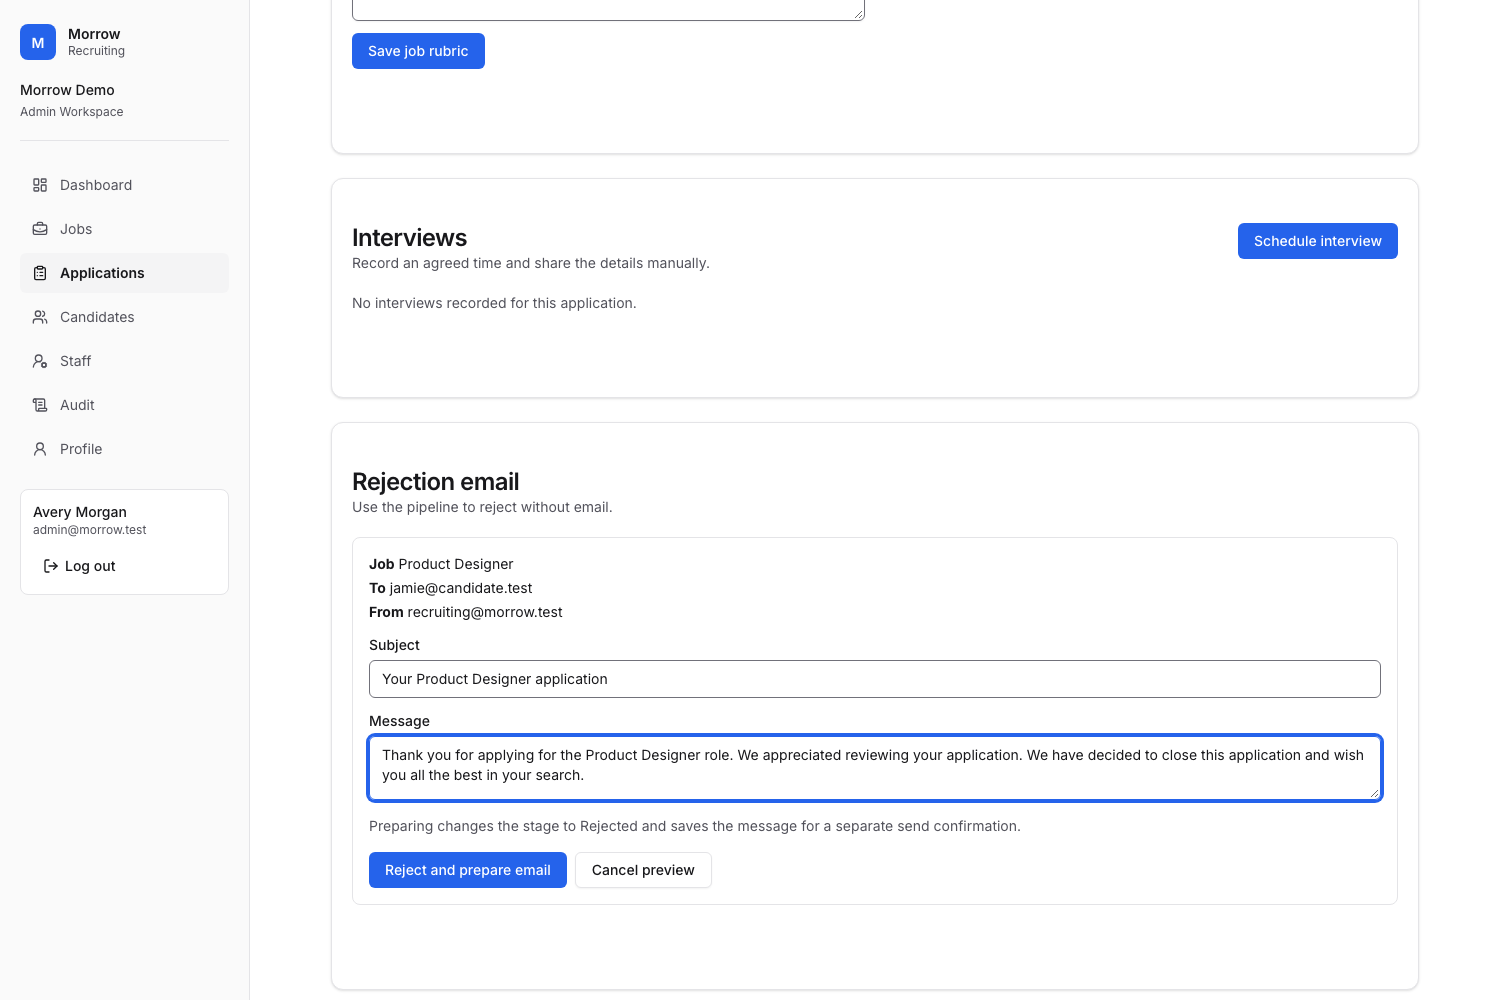 M
Morrow
Recruiting
Morrow Demo
Admin Workspace
Dashboard
Jobs
Applications
Candidates
Staff
Audit
Profile
Avery Morgan
admin@morrow.test
Log out
Save job rubric
Interviews
Record an agreed time and share the details manually.
Schedule interview
No interviews recorded for this application.
Rejection email
Use the pipeline to reject without email.
Job Product Designer
To jamie@candidate.test
From recruiting@morrow.test
Subject
Your Product Designer application
Message
Thank you for applying for the Product Designer role. We appreciated reviewing your application. We have decided to close this application and wish
you all the best in your search.
Preparing changes the stage to Rejected and saves the message for a separate send confirmation.
Reject and prepare email
Cancel preview